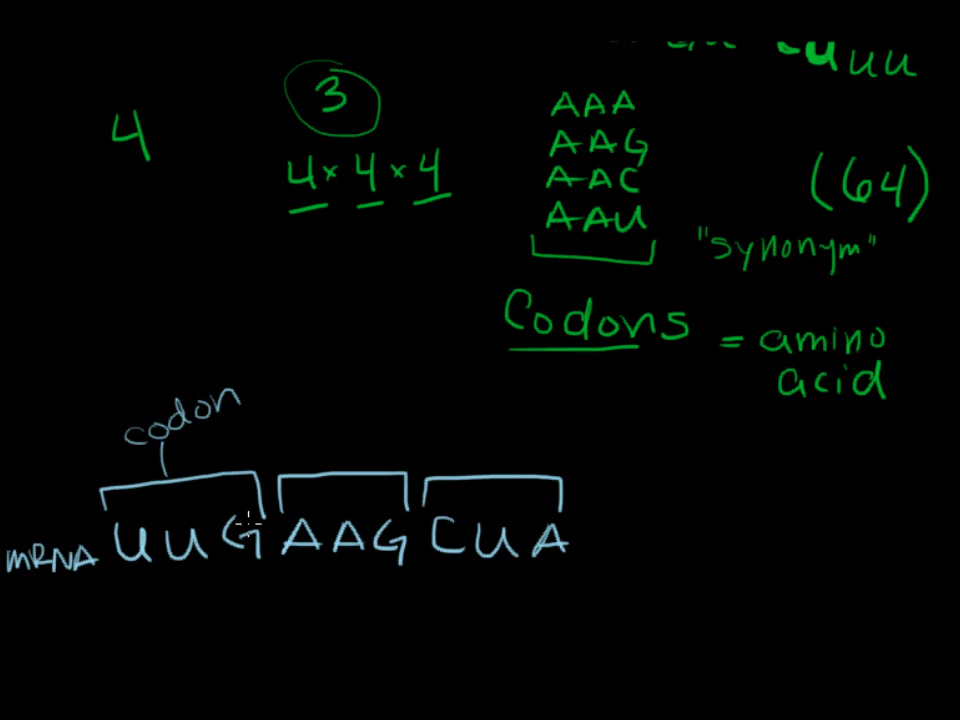 uuu
4
3
4 × 4 × 4
AAA
AAG
AAC
AAU
(64)
"synonym"
Codons = amino acid
codon
mRNA UUG AAG CUA